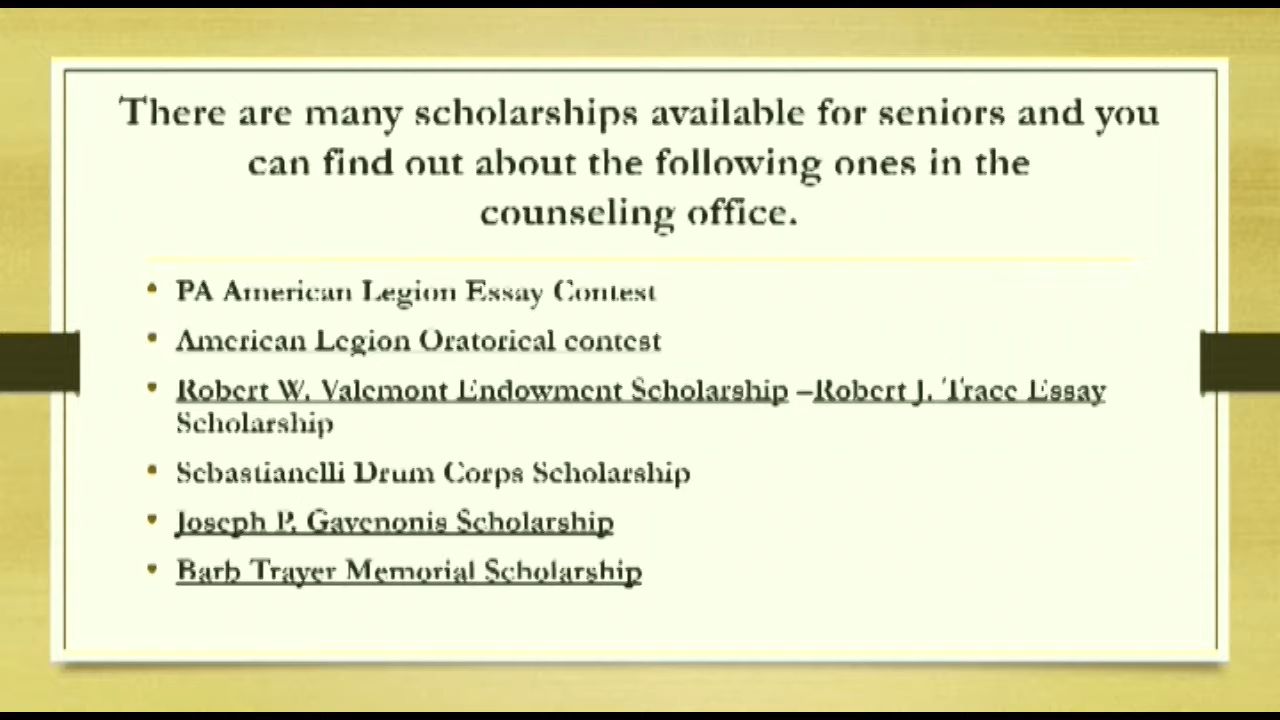 There are many scholarships available for seniors and you
can find out about the following ones in the
counseling office.
• PA American Legion Essay Contest
• American Legion Oratorical contest
• Robert W. Valemont Endowment Scholarship –Robert J. Trace Essay
Scholarship
• Sebastianelli Drum Corps Scholarship
• Joseph P. Gavenonis Scholarship
• Barb Trayer Memorial Scholarship